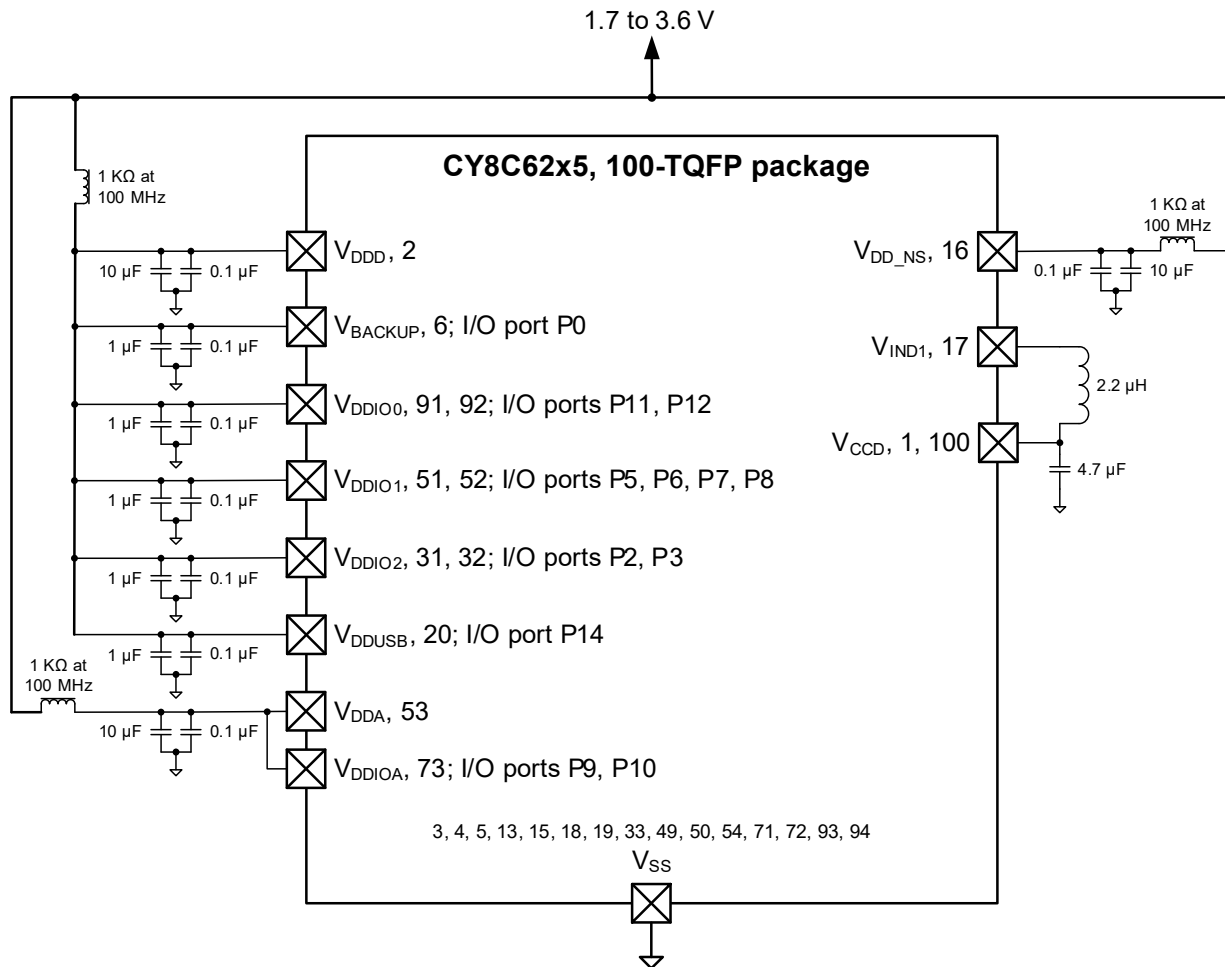 1.7 to 3.6 V
CY8C62x5, 100-TQFP package
1 KΩ at
100 MHz
V_DDD, 2
10 µF
0.1 µF
V_BACKUP, 6; I/O port P0
1 µF
0.1 µF
V_DDIO0, 91, 92; I/O ports P11, P12
1 µF
0.1 µF
V_DDIO1, 51, 52; I/O ports P5, P6, P7, P8
1 µF
0.1 µF
V_DDIO2, 31, 32; I/O ports P2, P3
1 µF
0.1 µF
V_DDUSB, 20; I/O port P14
1 µF
0.1 µF
1 KΩ at
100 MHz
V_DDA, 53
10 µF
0.1 µF
V_DDIOA, 73; I/O ports P9, P10
1 KΩ at
100 MHz
V_DD_NS, 16
0.1 µF
10 µF
V_IND1, 17
2.2 µH
V_CCD, 1, 100
4.7 µF
3, 4, 5, 13, 15, 18, 19, 33, 49, 50, 54, 71, 72, 93, 94
V_SS